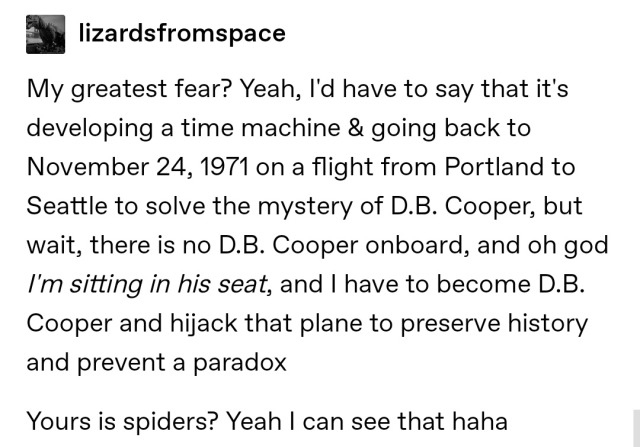 lizardsfromspace
My greatest fear? Yeah, I'd have to say that it's
developing a time machine & going back to
November 24, 1971 on a flight from Portland to
Seattle to solve the mystery of D.B. Cooper, but
wait, there is no D.B. Cooper onboard, and oh god
I'm sitting in his seat, and I have to become D.B.
Cooper and hijack that plane to preserve history
and prevent a paradox
Yours is spiders? Yeah I can see that haha